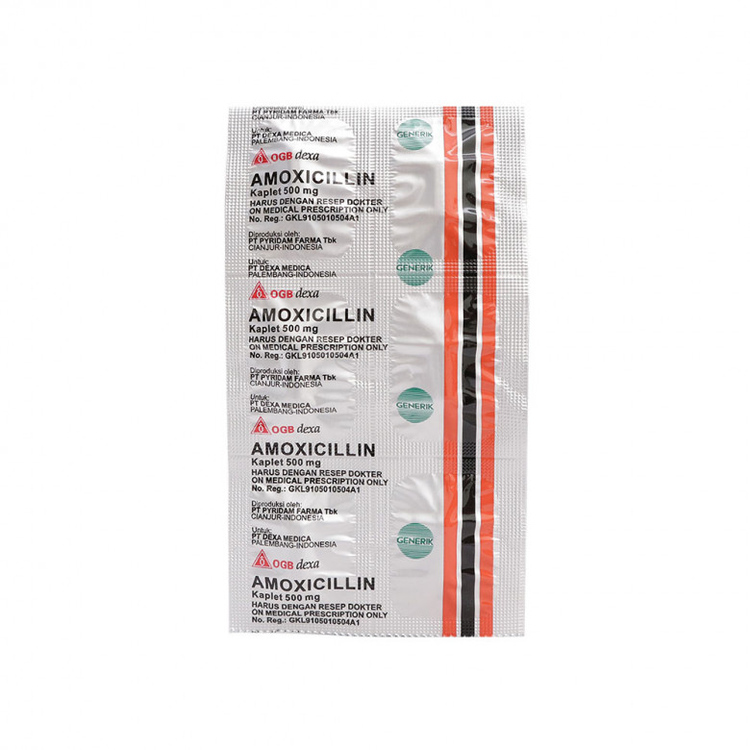 Diproduksi oleh:
PT PYRIDAM FARMA Tbk
CIANJUR-INDONESIA
Untuk:
PT DEXA MEDICA
PALEMBANG-INDONESIA
OGB dexa
AMOXICILLIN
Kaplet 500 mg
HARUS DENGAN RESEP DOKTER
ON MEDICAL PRESCRIPTION ONLY
No. Reg.: GKL9105010504A1
GENERIK
Diproduksi oleh:
PT PYRIDAM FARMA Tbk
CIANJUR-INDONESIA
Untuk:
PT DEXA MEDICA
PALEMBANG-INDONESIA
OGB dexa
GENERIK
AMOXICILLIN
Kaplet 500 mg
HARUS DENGAN RESEP DOKTER
ON MEDICAL PRESCRIPTION ONLY
No. Reg.: GKL9105010504A1
Diproduksi oleh:
PT PYRIDAM FARMA Tbk
CIANJUR-INDONESIA
Untuk:
PT DEXA MEDICA
PALEMBANG-INDONESIA
OGB dexa
GENERIK
AMOXICILLIN
Kaplet 500 mg
HARUS DENGAN RESEP DOKTER
ON MEDICAL PRESCRIPTION ONLY
No. Reg.: GKL9105010504A1
Diproduksi oleh:
PT PYRIDAM FARMA Tbk
CIANJUR-INDONESIA
Untuk:
PT DEXA MEDICA
PALEMBANG-INDONESIA
OGB dexa
GENERIK
AMOXICILLIN
Kaplet 500 mg
HARUS DENGAN RESEP DOKTER
ON MEDICAL PRESCRIPTION ONLY
No. Reg.: GKL9105010504A1